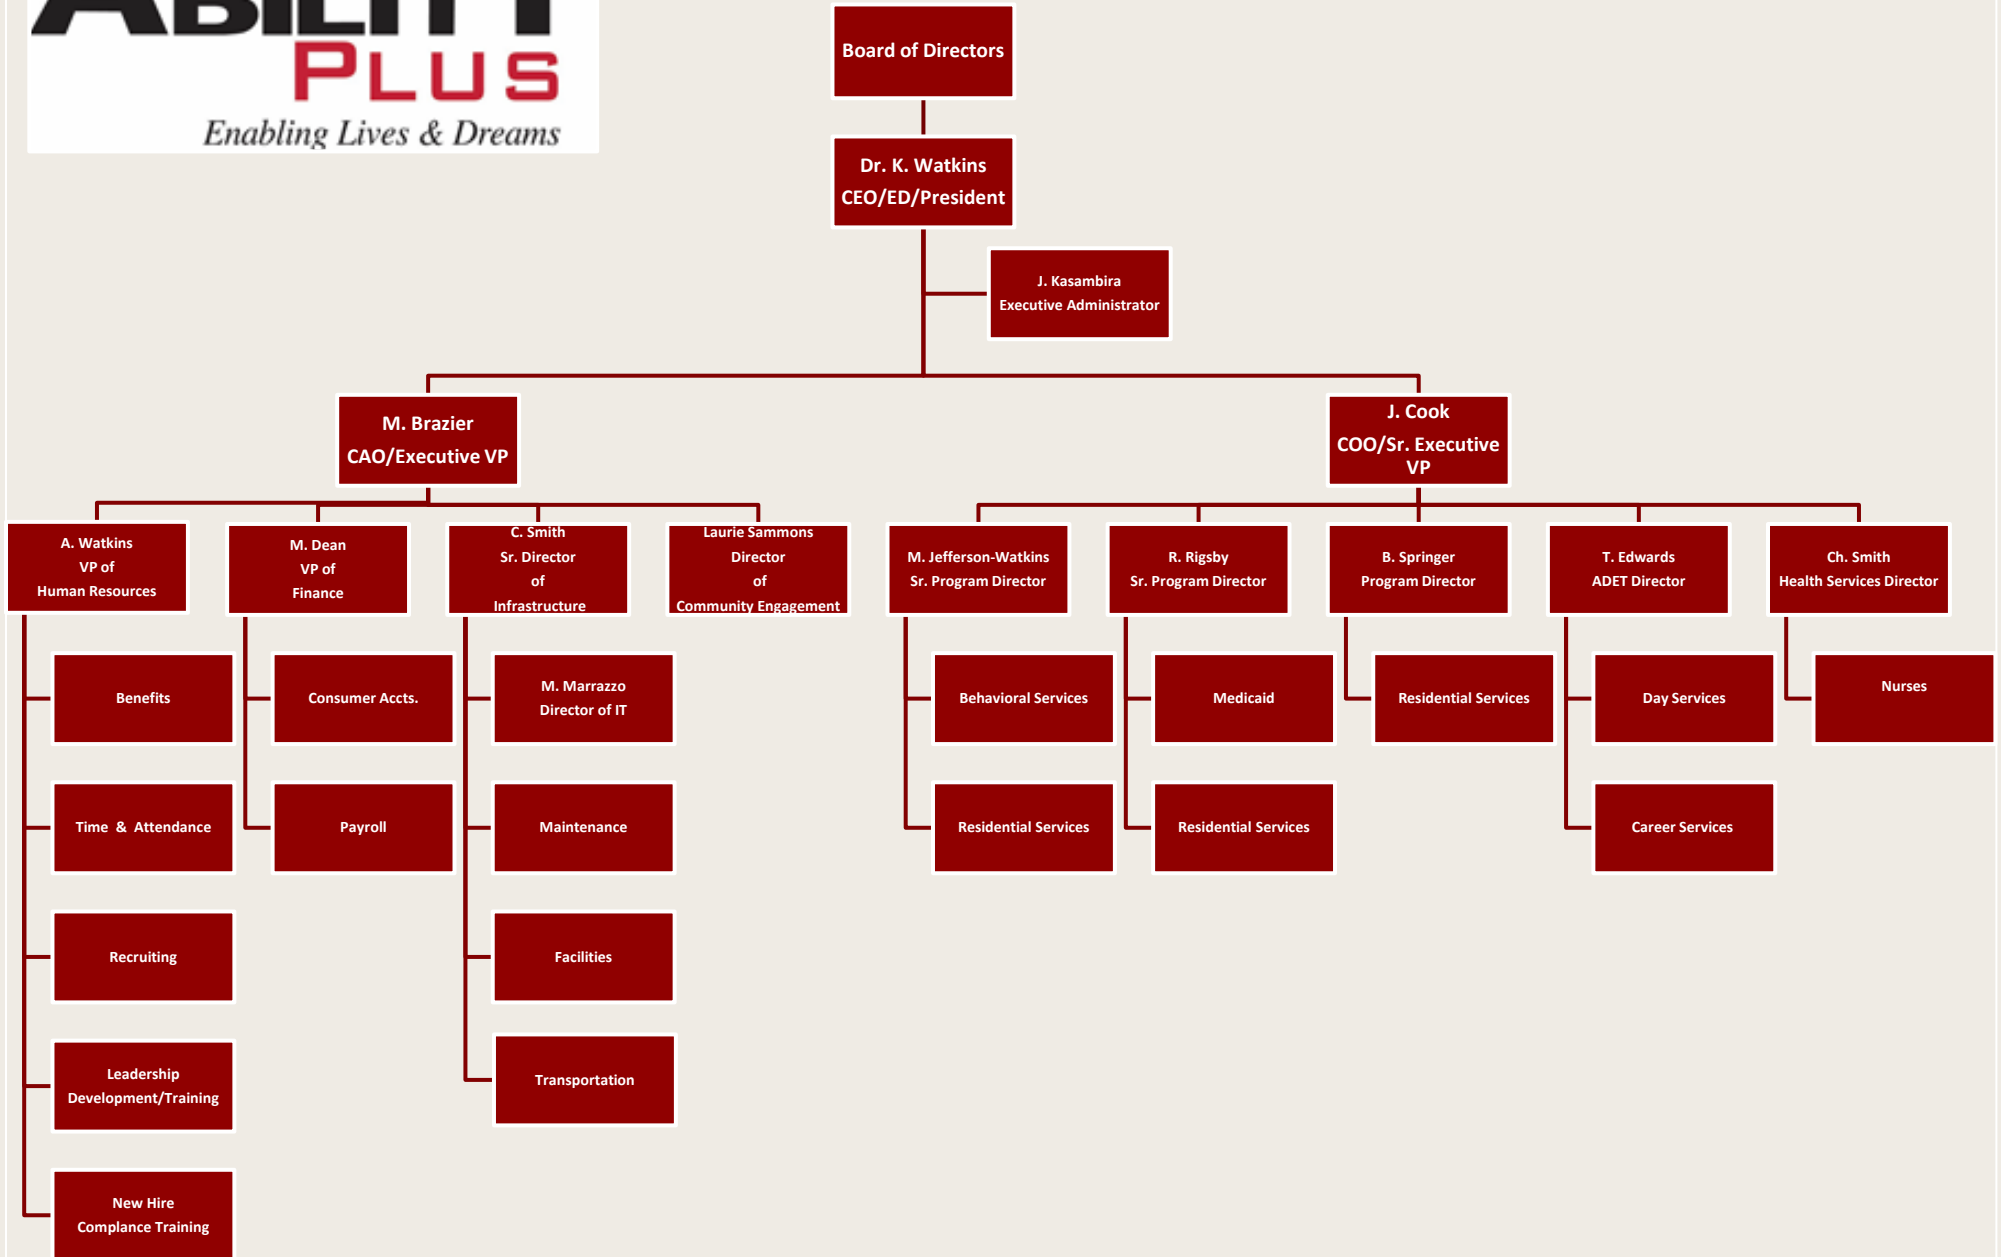 ABILITY
PLUS
Enabling Lives & Dreams
Board of Directors
Dr. K. Watkins
CEO/ED/President
J. Kasambira
Executive Administrator
M. Brazier
CAO/Executive VP
J. Cook
COO/Sr. Executive
VP
A. Watkins
VP of
Human Resources
M. Dean
VP of
Finance
C. Smith
Sr. Director
of
Infrastructure
Laurie Sammons
Director
of
Community Engagement
M. Jefferson-Watkins
Sr. Program Director
R. Rigsby
Sr. Program Director
B. Springer
Program Director
T. Edwards
ADET Director
Ch. Smith
Health Services Director
Benefits
Consumer Accts.
M. Marrazzo
Director of IT
Behavioral Services
Medicaid
Residential Services
Day Services
Nurses
Time & Attendance
Payroll
Maintenance
Residential Services
Residential Services
Career Services
Recruiting
Facilities
Leadership
Development/Training
Transportation
New Hire
Complance Training